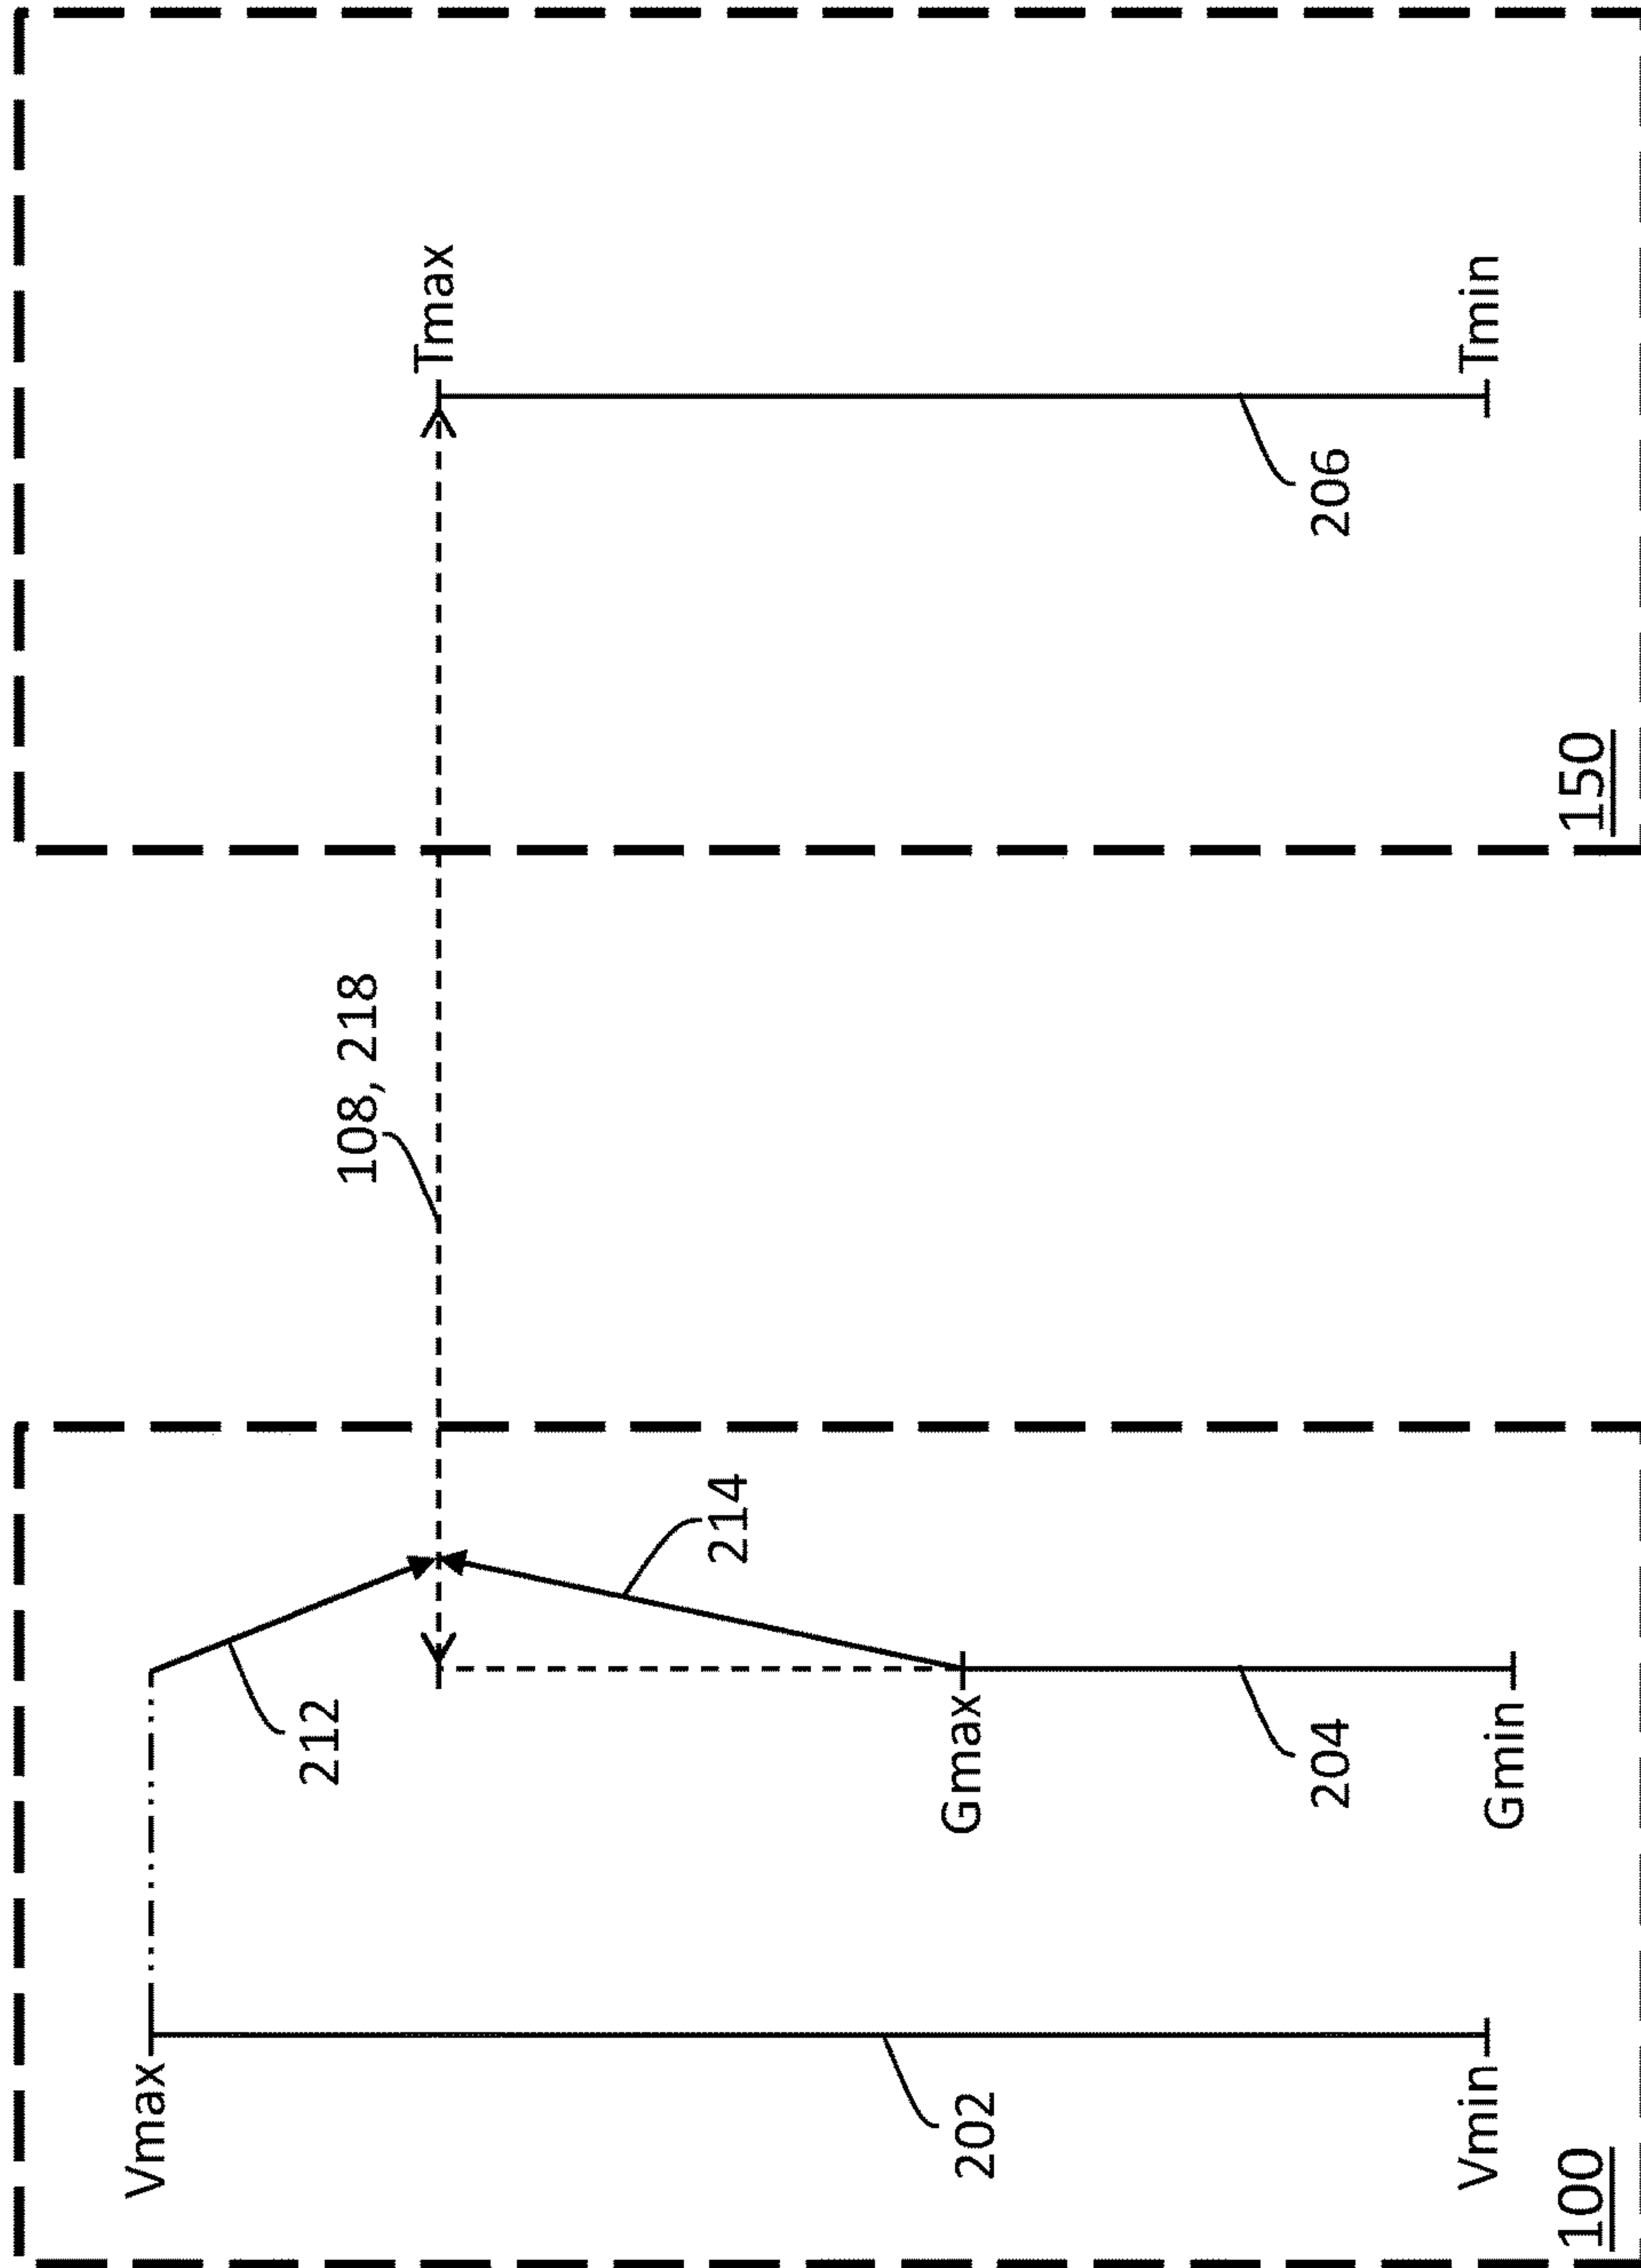 Vmax
212
108, 218
Tmax
214
202
Gmax
204
206
Vmin
Gmin
Tmin
100
150